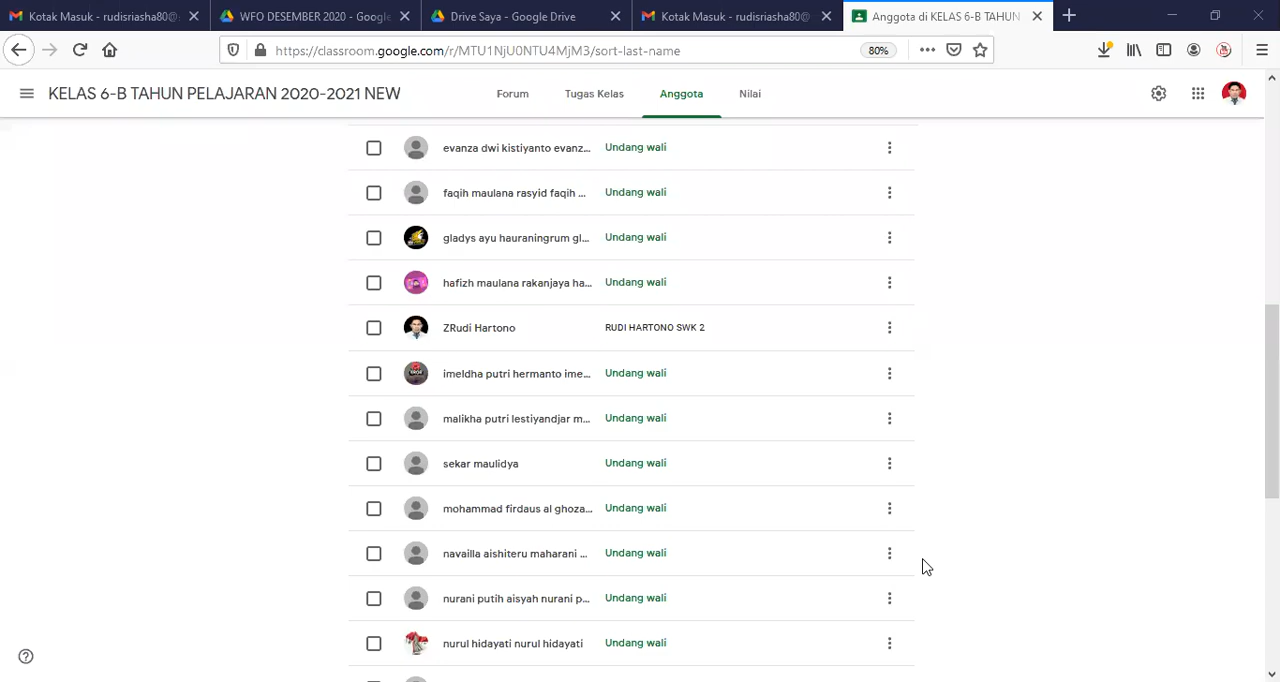 Kotak Masuk - rudisriasha80@
WFO DESEMBER 2020 - Google
Drive Saya - Google Drive
Kotak Masuk - rudisriasha80@
Anggota di KELAS 6-B TAHUN
https://classroom.google.com/r/MTU1NjU0NTU4MjM3/sort-last-name
80%
KELAS 6-B TAHUN PELAJARAN 2020-2021 NEW
Forum
Tugas Kelas
Anggota
Nilai
evanza dwi kistiyanto evanz... Undang wali
faqih maulana rasyid faqih ... Undang wali
gladys ayu hauraningrum gl... Undang wali
hafizh maulana rakanjaya ha... Undang wali
ZRudi Hartono RUDI HARTONO SWK 2
imeldha putri hermanto ime... Undang wali
malikha putri lestiyandjar m... Undang wali
sekar maulidya Undang wali
mohammad firdaus al ghoza... Undang wali
navailla aishiteru maharani ... Undang wali
nurani putih aisyah nurani p... Undang wali
nurul hidayati nurul hidayati Undang wali